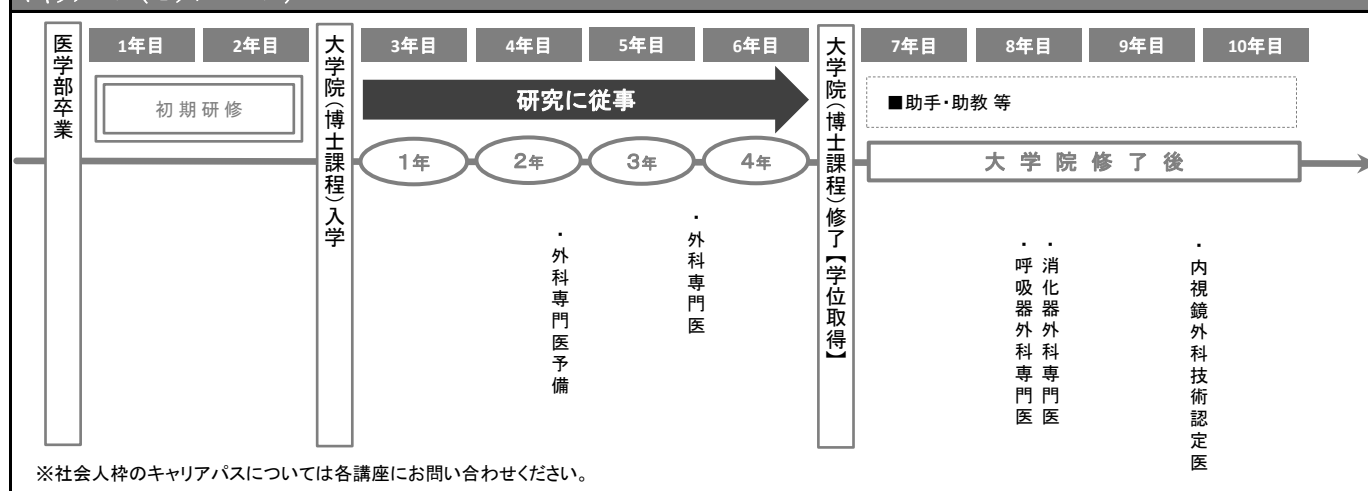 医学部卒業
1年目
2年目
初期研修
大学院(博士課程)入学
3年目
4年目
5年目
6年目
研究に従事
1年
2年
3年
4年
・外科専門医予備
・外科専門医
大学院(博士課程)修了【学位取得】
7年目
8年目
9年目
10年目
■助手・助教 等
大学院修了後
・消化器外科専門医
・呼吸器外科専門医
・内視鏡外科技術認定医
※社会人枠のキャリアパスについては各講座にお問い合わせください。